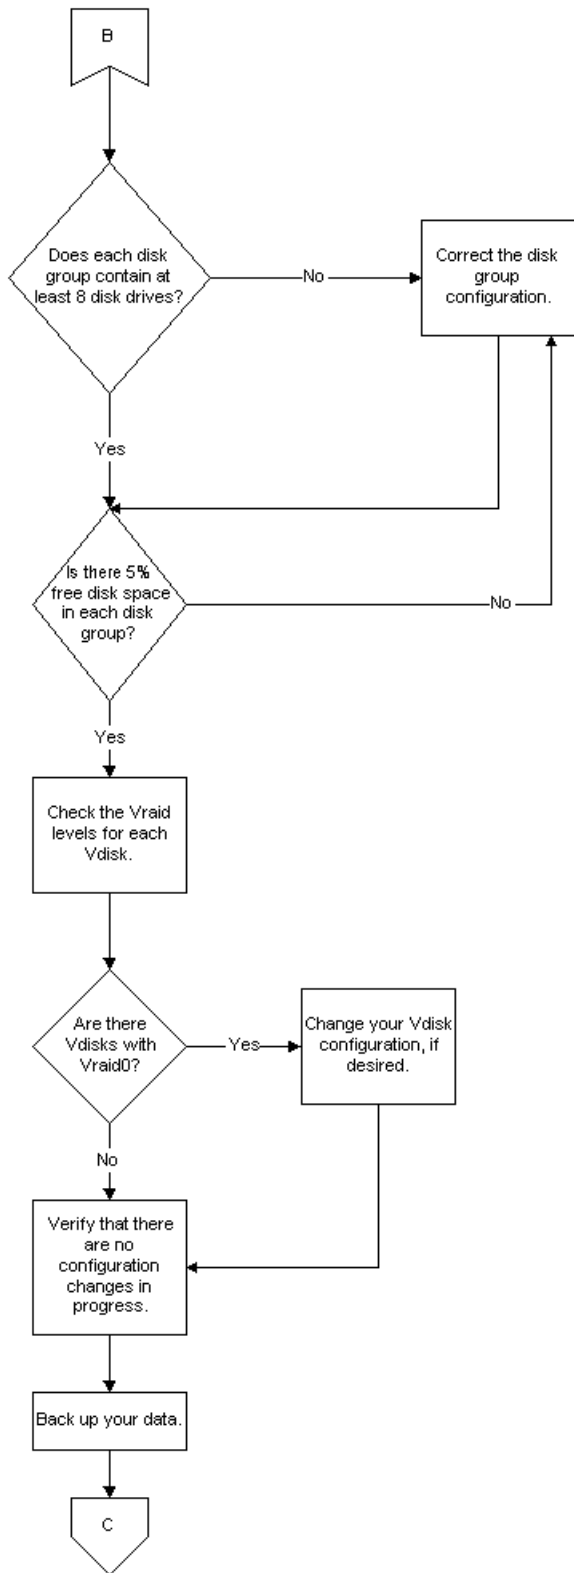 B
Does each disk
group contain at
least 8 disk drives?
No
Correct the disk
group
configuration.
Yes
Is there 5%
free disk space
in each disk
group?
No
Yes
Check the Vraid
levels for each
Vdisk.
Are there
Vdisks with
Vraid0?
Yes
Change your Vdisk
configuration, if
desired.
No
Verify that there
are no
configuration
changes in
progress.
Back up your data.
C